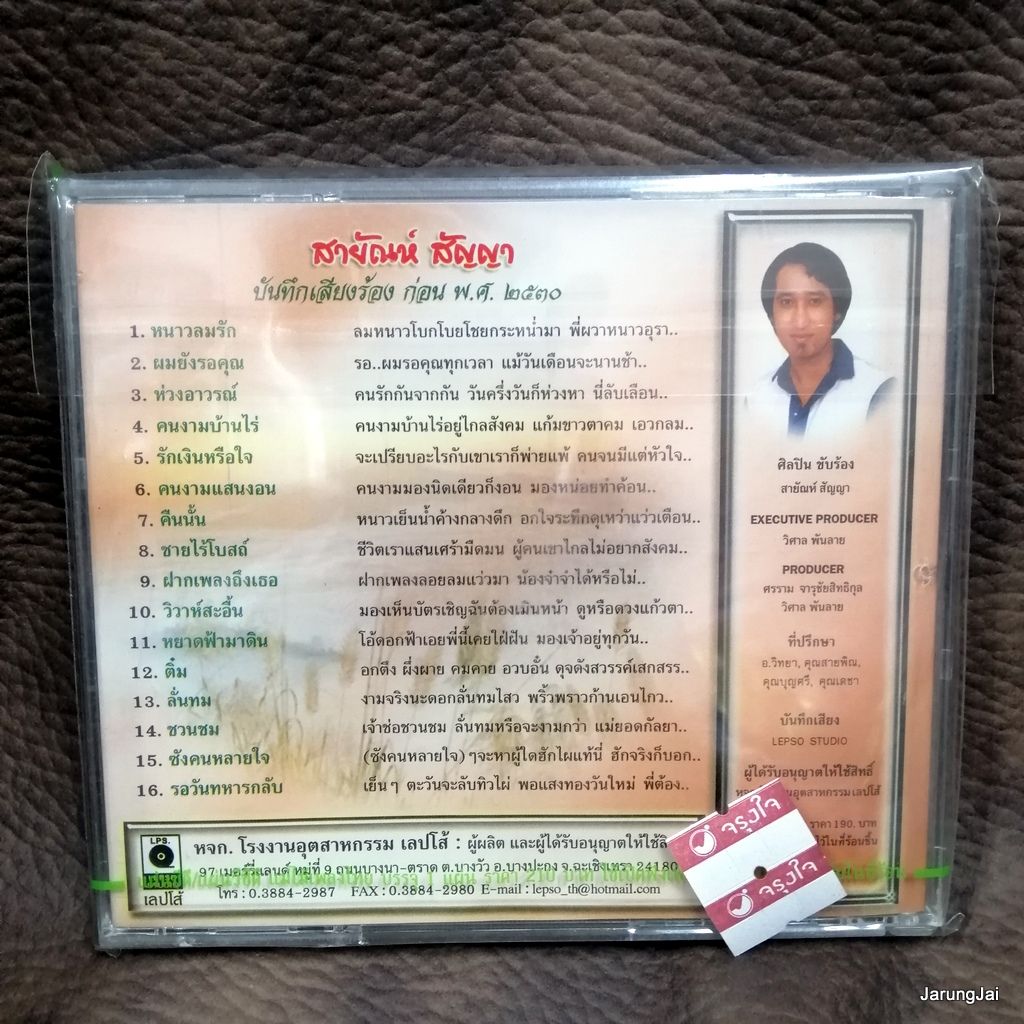 สายัณห์ สัญญา
บันทึกเสียงร้อง ก่อน พ.ศ. ๒๕๓๐
1. หนาวลมรัก ลมหนาวโบกโบยโชยกระหน่ำมา พี่ผวาหนาวอุรา..
2. ผมยังรอคุณ รอ..ผมรอคุณทุกเวลา แม้วันเดือนจะนานช้า..
3. ห่วงอาวรณ์ คนรักกันจากกัน วันครึ่งวันก็ห่วงหา นี่ลับเลือน..
4. คนงามบ้านไร่ คนงามบ้านไร่อยู่ไกลสังคม แก้มขาวตาคม เอวกลม..
5. รักเงินหรือใจ จะเปรียบอะไรกับเขาเราก็พ่ายแพ้ คนจนมีแต่หัวใจ..
6. คนงามแสนงอน คนงามมองนิดเดียวก็งอน มองหน่อยทำค้อน..
7. คืนนั้น หนาวเย็นน้ำค้างกลางดึก อกใจระทึกดุเหว่าแว่วเตือน..
8. ชายไร้โบสถ์ ชีวิตเราแสนเศร้ามืดมน ผู้คนเขาไกลไม่อยากสังคม..
9. ฝากเพลงถึงเธอ ฝากเพลงลอยลมแว่วมา น้องจ๋าจำได้หรือไม่..
10. วิวาห์สะอื้น มองเห็นบัตรเชิญฉันต้องเมินหน้า ดูหรือดวงแก้วตา..
11. หยาดฟ้ามาดิน โอ้ดอกฟ้าเอยพี่นี้เคยใฝ่ฝัน มองเจ้าอยู่ทุกวัน..
12. ติ๋ม อกตึง ผึ่งผาย คมคาย อวบอั๋น ดุจดังสวรรค์เสกสรร..
13. ลั่นทม งามจริงนะดอกลั่นทมไสว พริ้วพราวก้านเอนไกว..
14. ชวนชม เจ้าช่อชวนชม ลั่นทมหรือจะงามกว่า แม่ยอดกัลยา..
15. ชังคนหลายใจ (ชังคนหลายใจ)ๆจะหาผู้ใดฮักไผแท้นี่ ฮักจริงก็บอก..
16. รอวันทหารกลับ เย็นๆ ตะวันจะลับทิวไผ่ พอแสงทองวันใหม่ พี่ต้อง..
ศิลปิน ขับร้อง
สายัณห์ สัญญา
EXECUTIVE PRODUCER
วิศาล พันลาย
PRODUCER
ศรราม จารุชัยสิทธิกุล
วิศาล พันลาย
ที่ปรึกษา
อ.วิทยา, คุณสายพิณ,
คุณบุญศรี, คุณเดชา
บันทึกเสียง
LEPSO STUDIO
ผู้ได้รับอนุญาตให้ใช้สิทธิ์
อุตสาหกรรมเลปโส้
ราคา 190. บาท
ไว้ในที่ร้อนชื้น
LPS.
เลปโส้
หจก. โรงงานอุตสาหกรรม เลปโส้ : ผู้ผลิต และผู้ได้รับอนุญาตให้ใช้
97 เมอร์รี่แลนด์ หมู่ที่ 9 ถนนบางนา-ตราด ต.บางวัว อ.บางปะกง จ.ฉะเชิงเทรา 24180
โทร : 0.3884-2987 FAX : 0.3884-2980 E-mail : lepso_th@hotmail.com
จรุงใจ
จรุงใจ
JarungJai